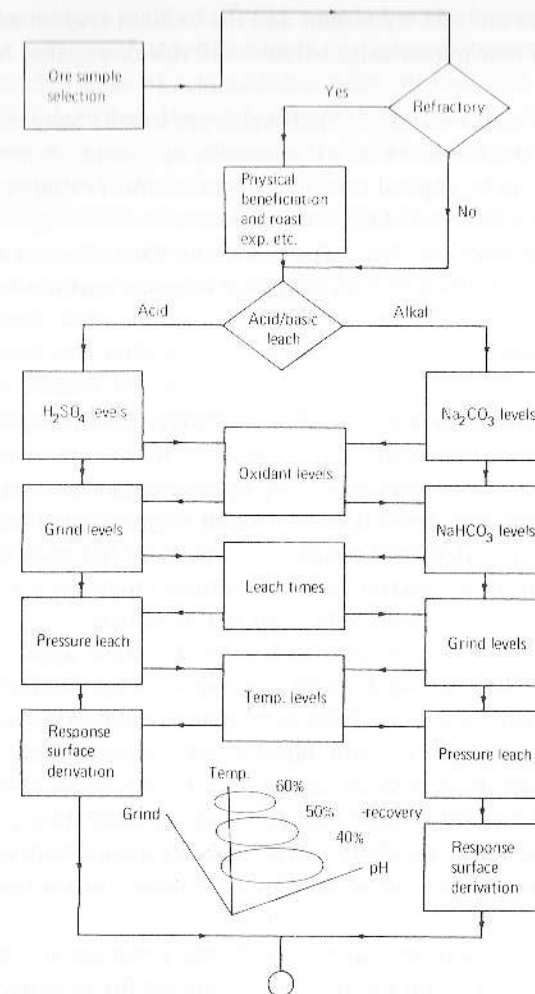 Ore sample
selection
Yes
Refractory
Physical
beneficiation
and roast
exp. etc.
No
Acid/basic
leach
Acid
Alkal
H₂SO₄ evels
Na₂CO₃ levels
Oxidant levels
Grind levels
NaHCO₃ levels
Leach times
Pressure leach
Grind levels
Temp. levels
Response
surface
derivation
Pressure leach
Temp.
60%
Grind
50% -recovery
40%
pH
Response
surface
derivation